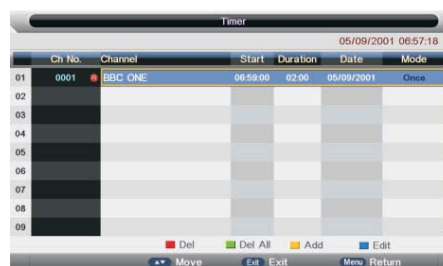 Timer
05/09/2001 06:57:18
Ch No. Channel Start Duration Date Mode
01 0001 BBC ONE 06:59:00 02:00 05/09/2001 Once
02
03
04
05
06
07
08
09
Del Del All Add Edit
Move Exit Exit Menu Return